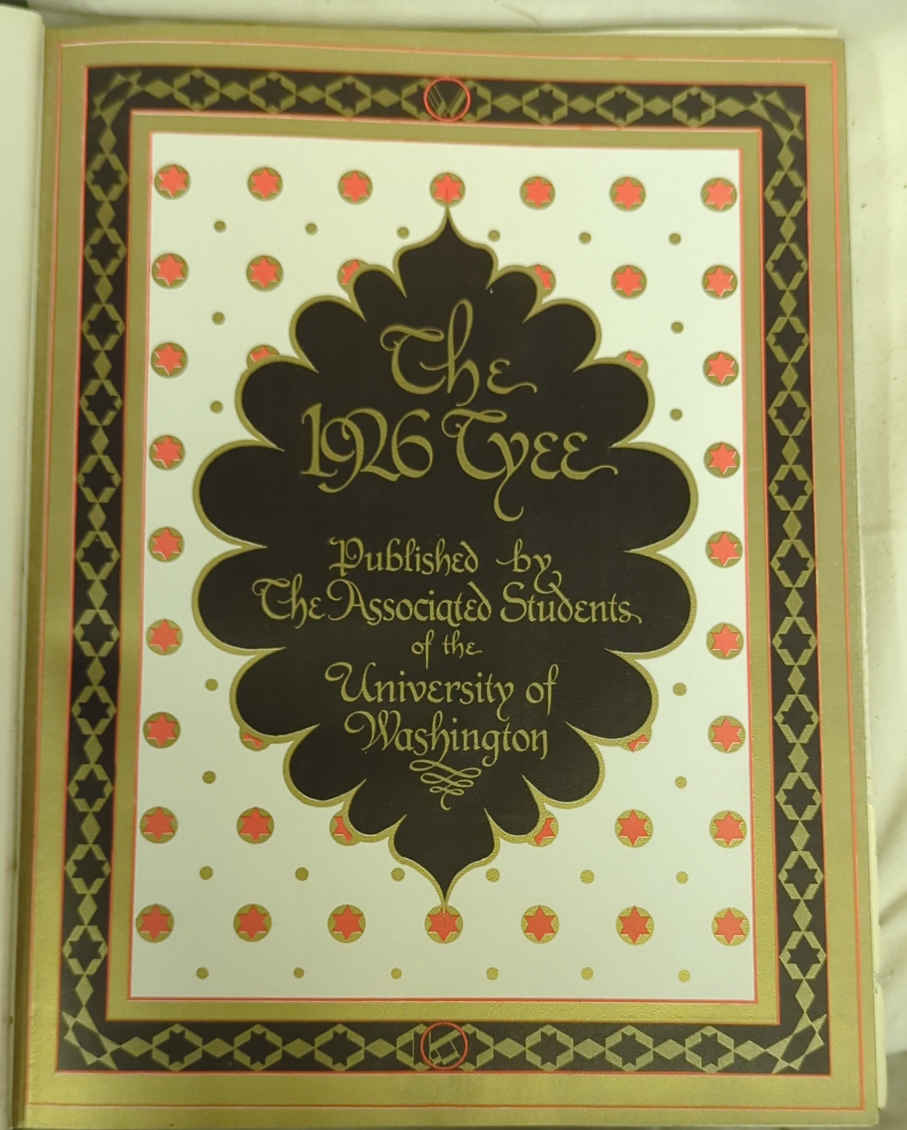 The
1926 Tyee
Published by
The Associated Students
of the
University of
Washington